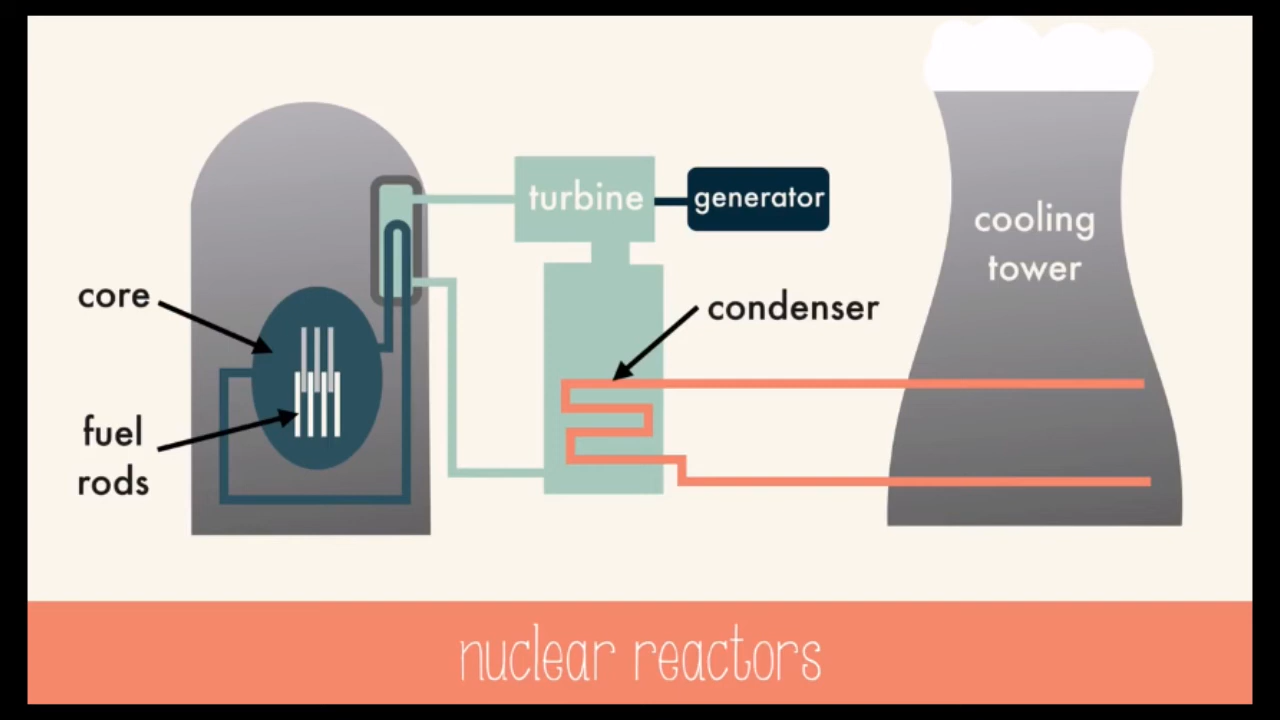 turbine
generator
cooling
tower
core
condenser
fuel
rods
nuclear reactors